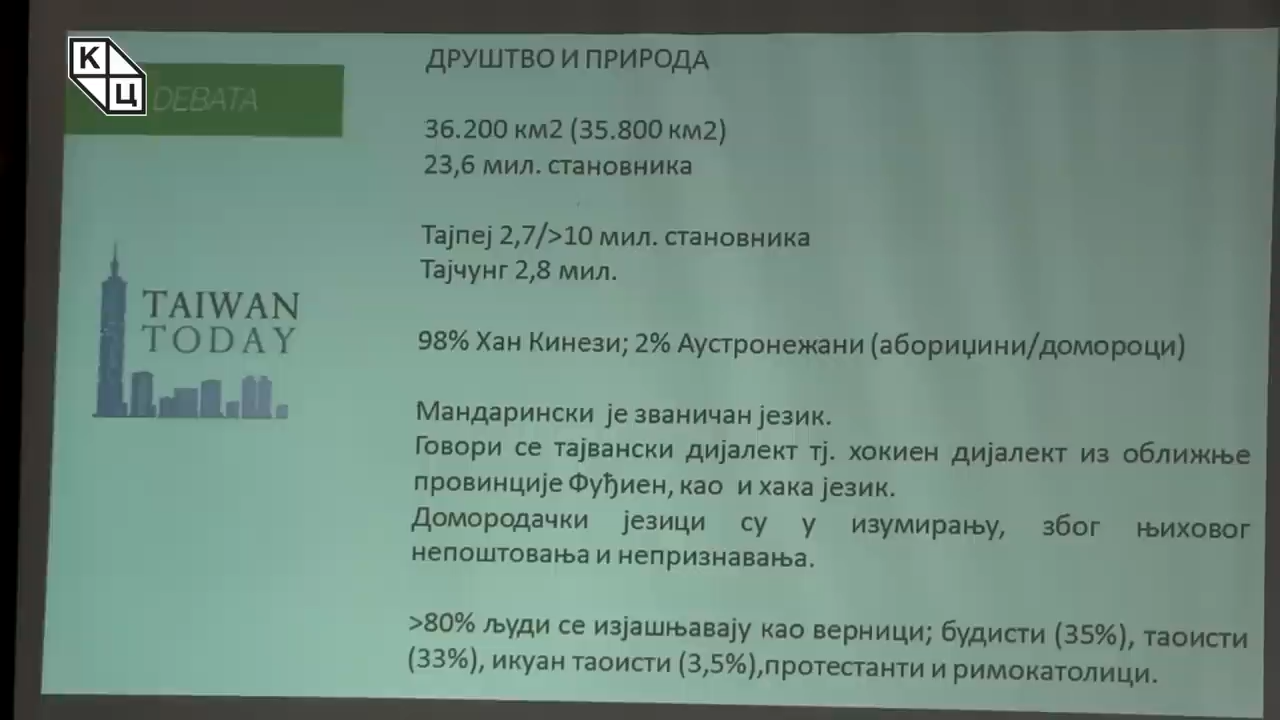 К
Ц
DEBATA
ДРУШТВО И ПРИРОДА
36.200 км2 (35.800 км2)
23,6 мил. становника
Тајпеј 2,7/>10 мил. становника
Тајчунг 2,8 мил.
TAIWAN
TODAY
98% Хан Кинези; 2% Аустронежани (абориџини/домороци)
Мандарински је званичан језик.
Говори се тајвански дијалект тј. хокиен дијалект из оближње
провинције Фуђиен, као и хака језик.
Домородачки језици су у изумирању, због њиховог
непоштовања и непризнавања.
>80% људи се изјашњавају као верници; будисти (35%), таоисти
(33%), икуан таоисти (3,5%),протестанти и римокатолици.